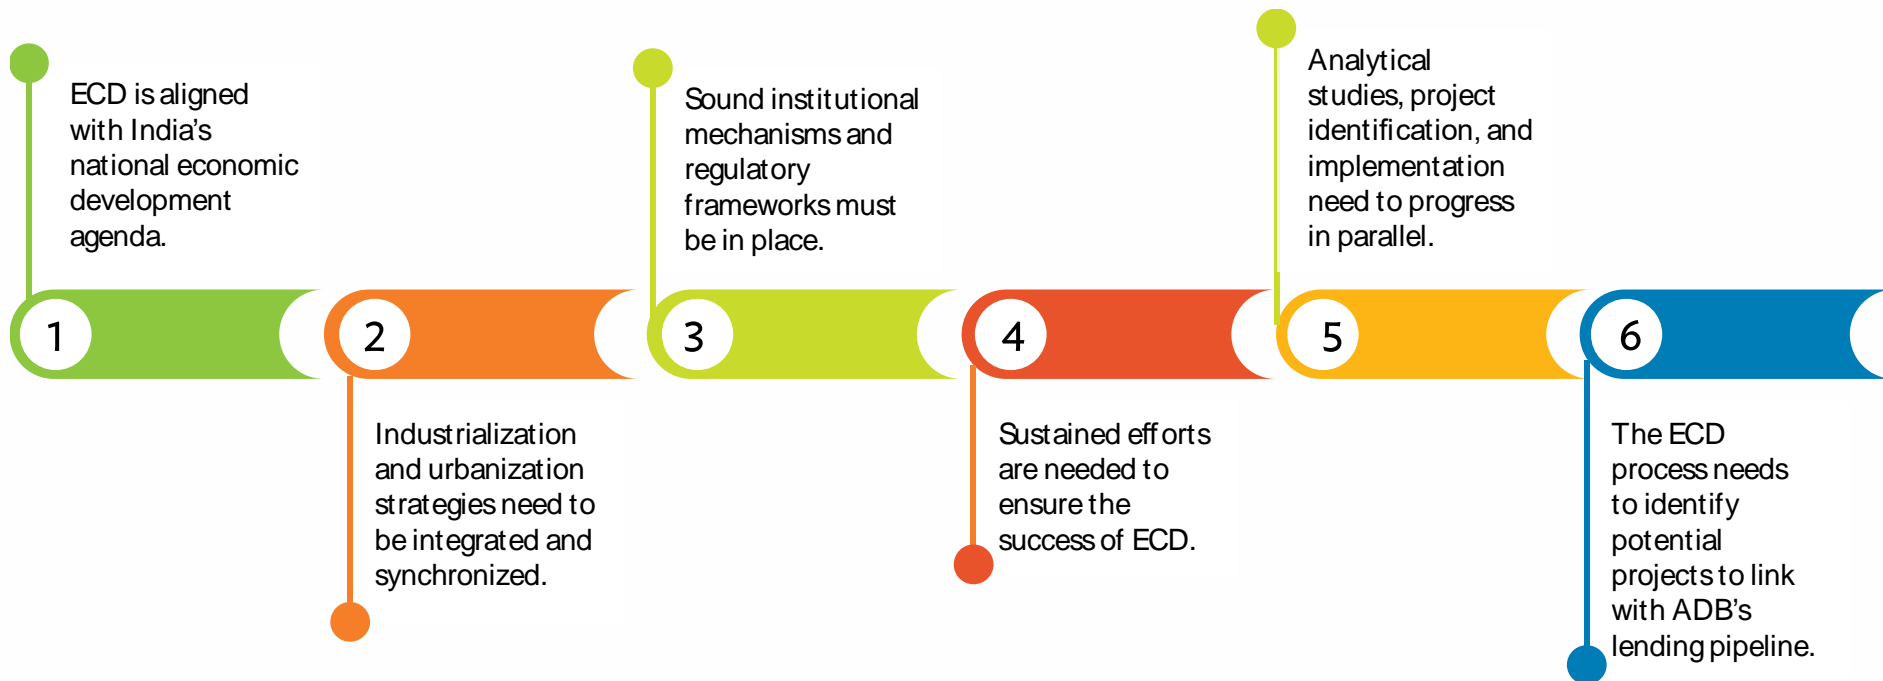 1
ECD is aligned
with India’s
national economic
development
agenda.
2
Industrialization
and urbanization
strategies need to
be integrated and
synchronized.
3
Sound institutional
mechanisms and
regulatory
frameworks must
be in place.
4
Sustained efforts
are needed to
ensure the
success of ECD.
5
Analytical
studies, project
identification, and
implementation
need to progress
in parallel.
6
The ECD
process needs
to identify
potential
projects to link
with ADB’s
lending pipeline.